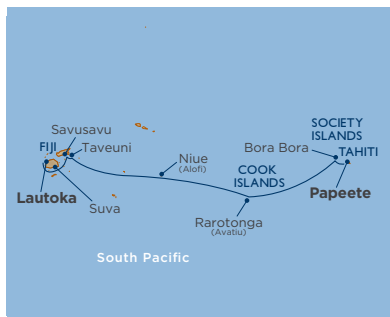 Savusavu
FIJI
Taveuni
Lautoka
Suva
Niue
(Alofi)
COOK
ISLANDS
Rarotonga
(Avatiu)
SOCIETY
ISLANDS
Bora Bora
TAHITI
Papeete
South Pacific